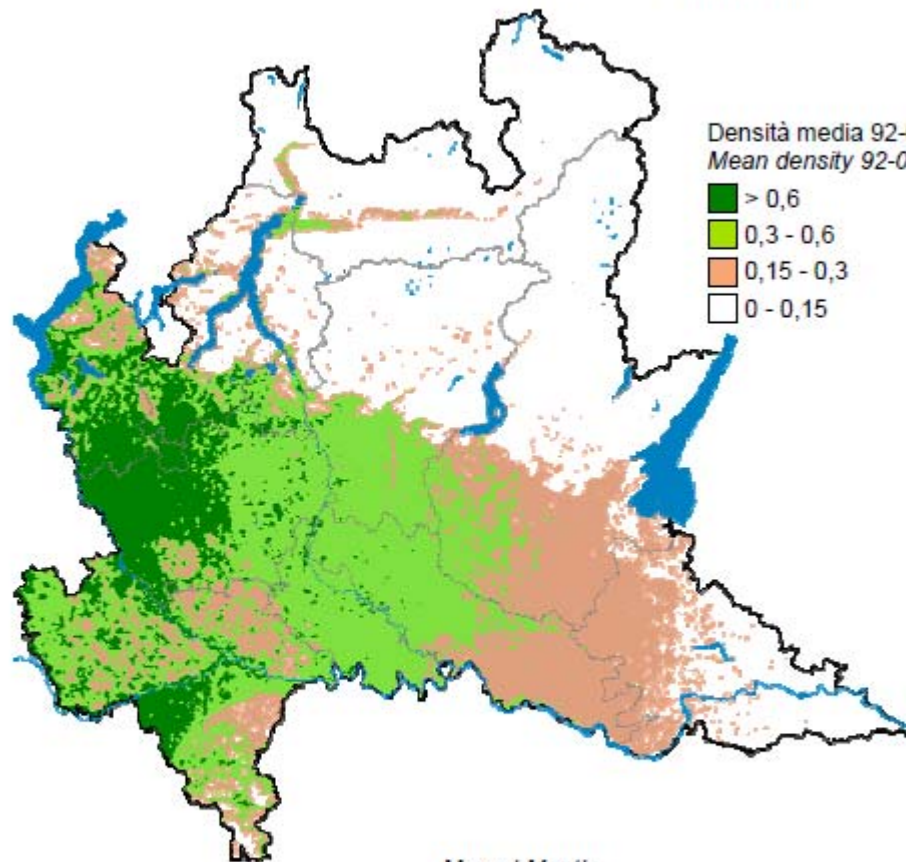 Densità media 92-
Mean density 92-0
> 0,6
0,3 - 0,6
0,15 - 0,3
0 - 0,15